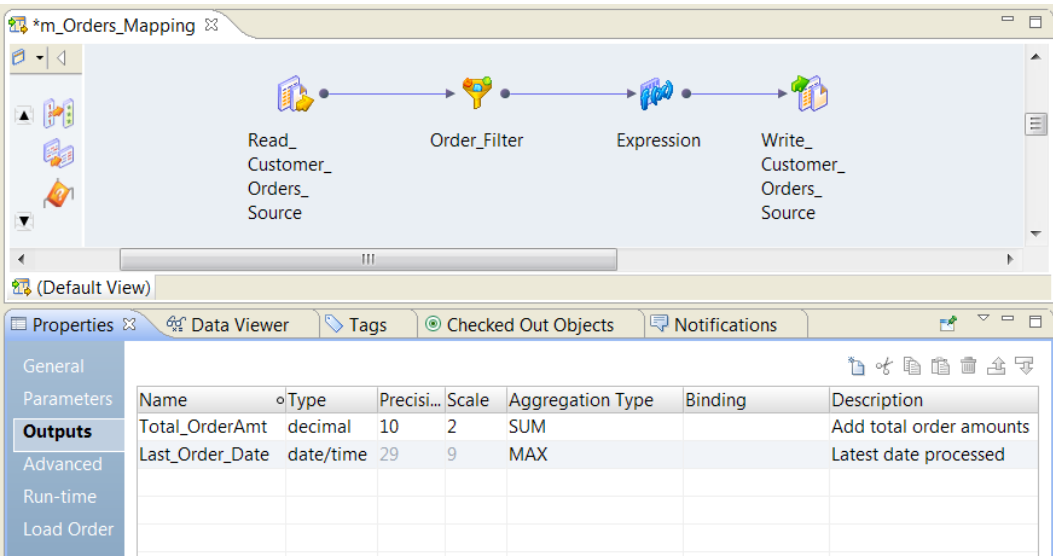 *m_Orders_Mapping
Read_
Customer_
Orders_
Source
Order_Filter
Expression
Write_
Customer_
Orders_
Source
(Default View)
Properties Data Viewer Tags Checked Out Objects Notifications
General
Parameters
Outputs
Advanced
Run-time
Load Order
Name Type Precisi... Scale Aggregation Type Binding Description
Total_OrderAmt decimal 10 2 SUM Add total order amounts
Last_Order_Date date/time 29 9 MAX Latest date processed